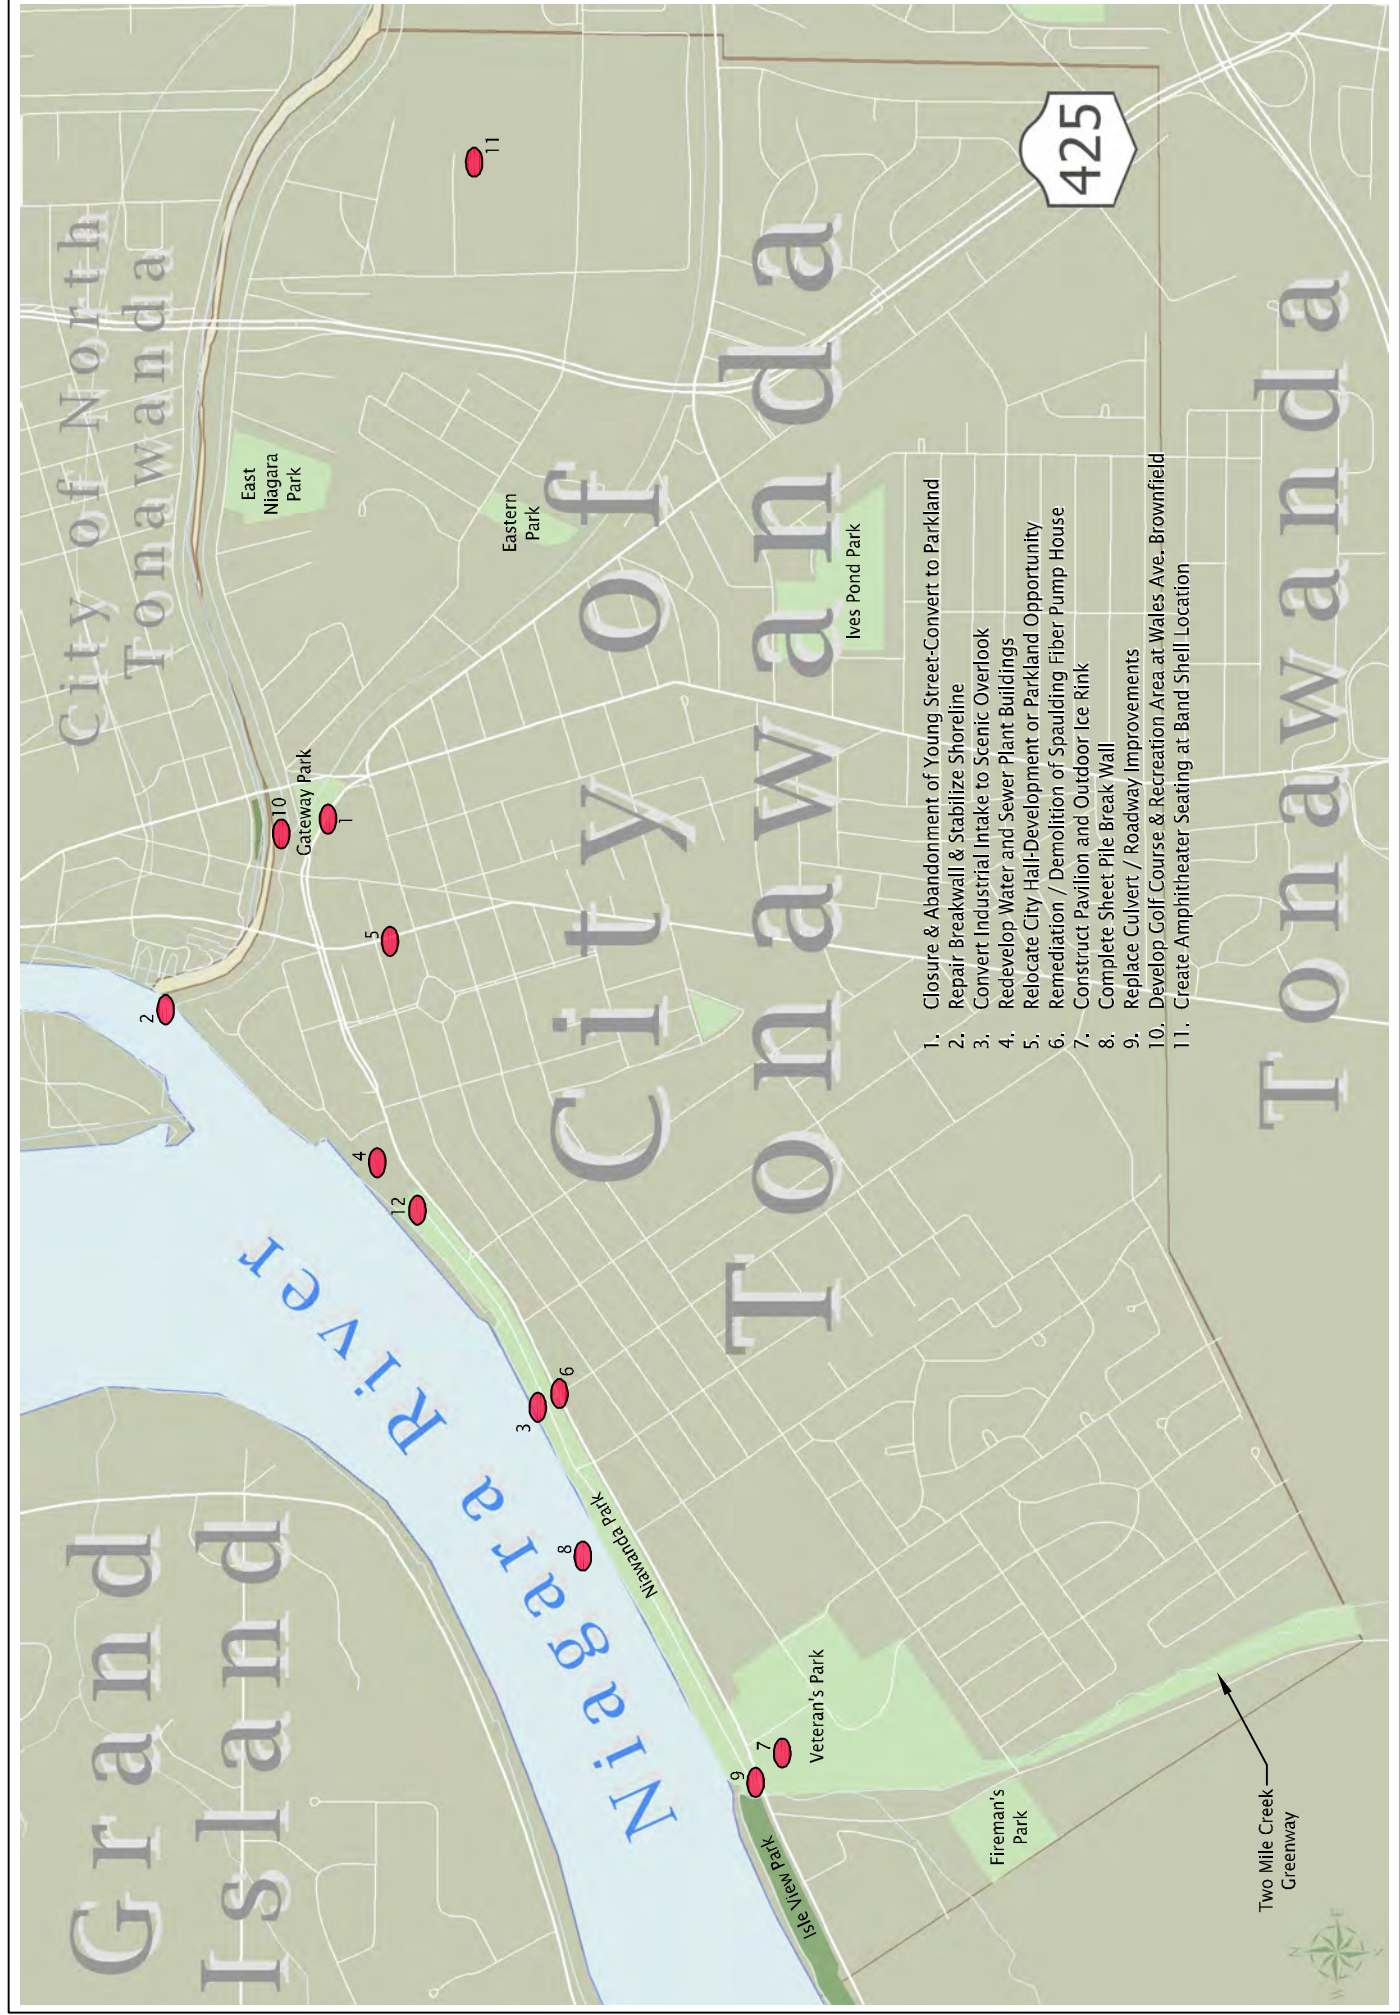 City of North
Tonawanda
Grand
Island
Niagara River
City of
Tonawanda
Tonawanda
425
East
Niagara
Park
Eastern
Park
Ives Pond Park
Gateway Park
Niawanda Park
Veteran's Park
Isle View Park
Fireman's
Park
Two Mile Creek
Greenway
2
10
1
5
4
12
3
6
8
7
9
11
1. Closure & Abandonment of Young Street-Convert to Parkland
2. Repair Breakwall & Stabilize Shoreline
3. Convert Industrial Intake to Scenic Overlook
4. Redevelop Water and Sewer Plant Buildings
5. Relocate City Hall-Development or Parkland Opportunity
6. Remediation / Demolition of Spaulding Fiber Pump House
7. Construct Pavilion and Outdoor Ice Rink
8. Complete Sheet Pile Break Wall
9. Replace Culvert / Roadway Improvements
10. Develop Golf Course & Recreation Area at Wales Ave. Brownfield
11. Create Amphitheater Seating at Band Shell Location
N
E
S
W